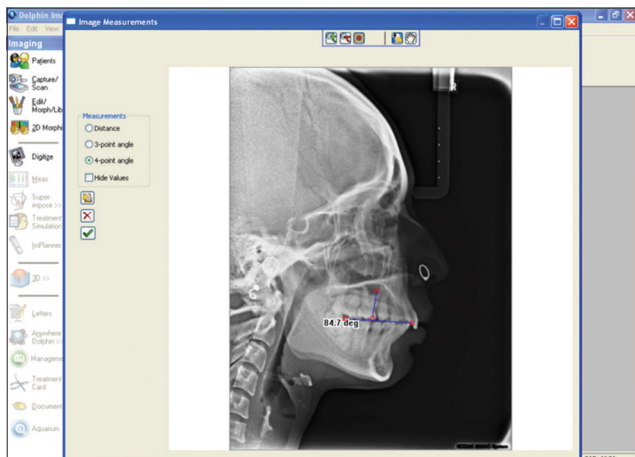 Dolphin Ima
File Edit View
Image Measurements
Imaging
Patients
Capture/
Scan
Edit/
Morph/Lib
2D Morphi
Digitize
Meas
Super-
impose >>
Treatment
Simulation
ImPlanner
3D >>
Letters
Anywhere
Dolphin >>
Manageme
Treatment
Card
Document
Aquarium
Measurements
Distance
3-point angle
4-point angle
Hide Values
R
84.7 deg